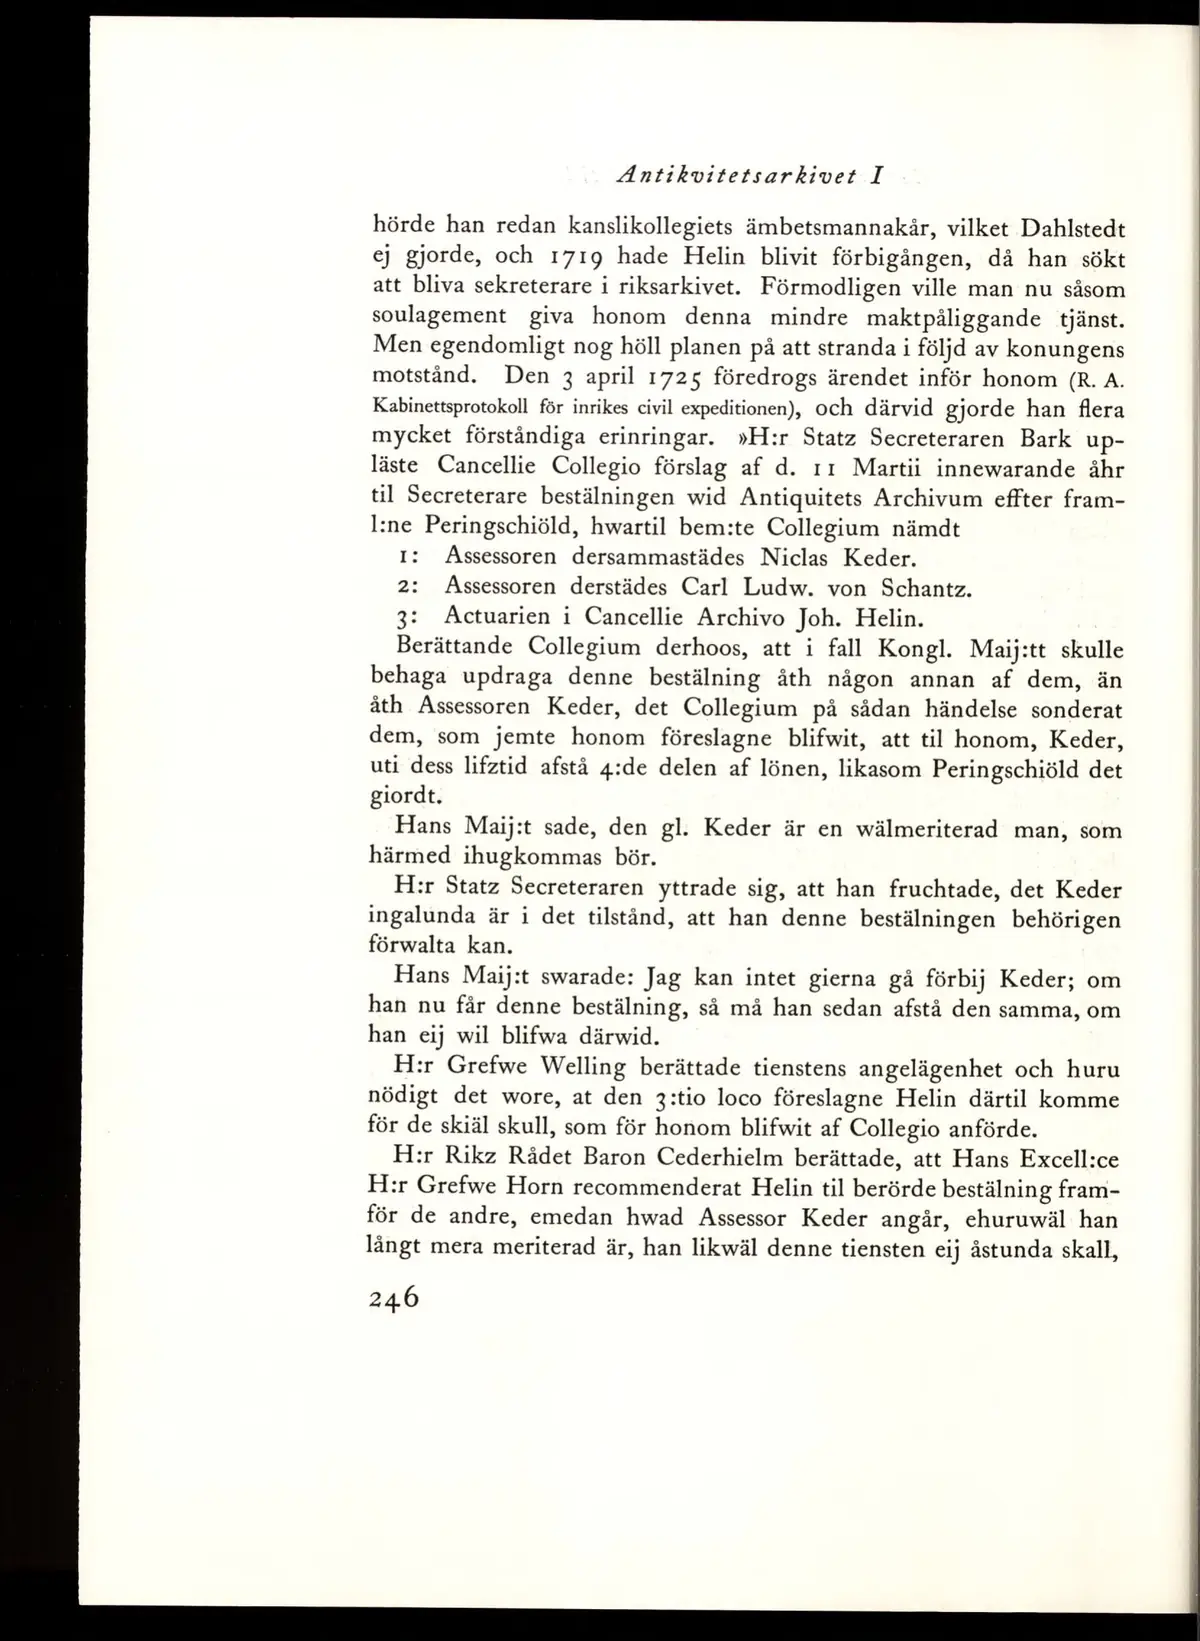 Antikvitetsarkivet I
hörde han redan kanslikollegiets ämbetsmannakår, vilket Dahlstedt
ej gjorde, och 1719 hade Helin blivit förbigången, då han sökt
att bliva sekreterare i riksarkivet. Förmodligen ville man nu såsom
soulagement giva honom denna mindre maktpåliggande tjänst.
Men egendomligt nog höll planen på att stranda i följd av konungens
motstånd. Den 3 april 1725 föredrogs ärendet inför honom (R. A.
Kabinettsprotokoll för inrikes civil expeditionen), och därvid gjorde han flera
mycket förståndiga erinringar. »H:r Statz Secreteraren Bark up-
läste Cancellie Collegio förslag af d. 11 Martii innewarande åhr
til Secreterare bestälningen wid Antiquitets Archivum effter fram-
l:ne Peringschiöld, hwartil bem:te Collegium nämdt
1: Assessoren dersammastädes Niclas Keder.
2: Assessoren derstädes Carl Ludw. von Schantz.
3: Actuarien i Cancellie Archivo Joh. Helin.
Berättande Collegium derhoos, att i fall Kongl. Maij:tt skulle
behaga updraga denne bestälning åth någon annan af dem, än
åth Assessoren Keder, det Collegium på sådan händelse sonderat
dem, som jemte honom föreslagne blifwit, att til honom, Keder,
uti dess lifztid afstå 4:de delen af lönen, likasom Peringschiöld det
giordt.
Hans Maij:t sade, den gl. Keder är en wälmeriterad man, som
härmed ihugkommas bör.
H:r Statz Secreteraren yttrade sig, att han fruchtade, det Keder
ingalunda är i det tilstånd, att han denne bestälningen behörigen
förwalta kan.
Hans Maij:t swarade: Jag kan intet gierna gå förbij Keder; om
han nu får denne bestälning, så må han sedan afstå den samma, om
han eij wil blifwa därwid.
H:r Grefwe Welling berättade tienstens angelägenhet och huru
nödigt det wore, at den 3:tio loco föreslagne Helin därtil komme
för de skiäl skull, som för honom blifwit af Collegio anförde.
H:r Rikz Rådet Baron Cederhielm berättade, att Hans Excell:ce
H:r Grefwe Horn recommenderat Helin til berörde bestälning fram-
för de andre, emedan hwad Assessor Keder angår, ehuruwäl han
långt mera meriterad är, han likwäl denne tiensten eij åstunda skall,
246